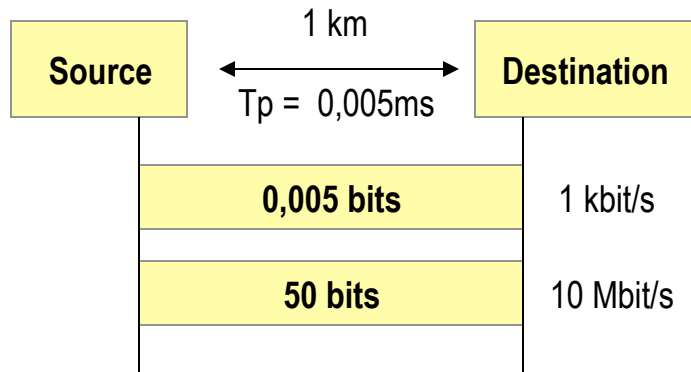 1 km
Source
Destination
Tp = 0,005ms
0,005 bits
1 kbit/s
50 bits
10 Mbit/s